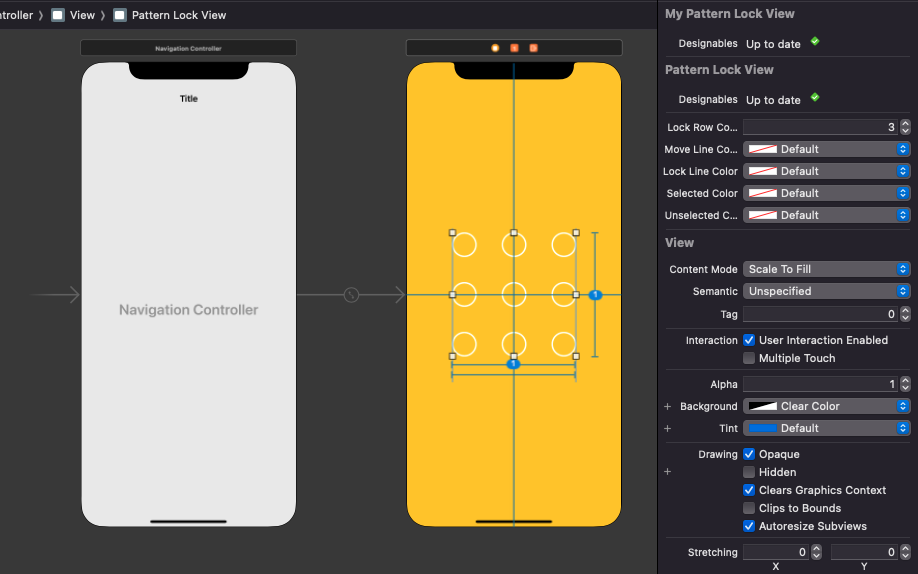 ntroller 〉 View 〉 Pattern Lock View
Navigation Controller
Title
Navigation Controller
1
1
My Pattern Lock View
Designables Up to date
Pattern Lock View
Designables Up to date
Lock Row Co... 3
Move Line Co... Default
Lock Line Color Default
Selected Color Default
Unselected C... Default
View
Content Mode Scale To Fill
Semantic Unspecified
Tag 0
Interaction User Interaction Enabled
Multiple Touch
Alpha 1
+ Background Clear Color
+ Tint Default
Drawing Opaque
+ Hidden
Clears Graphics Context
Clips to Bounds
Autoresize Subviews
Stretching 0 0
X Y